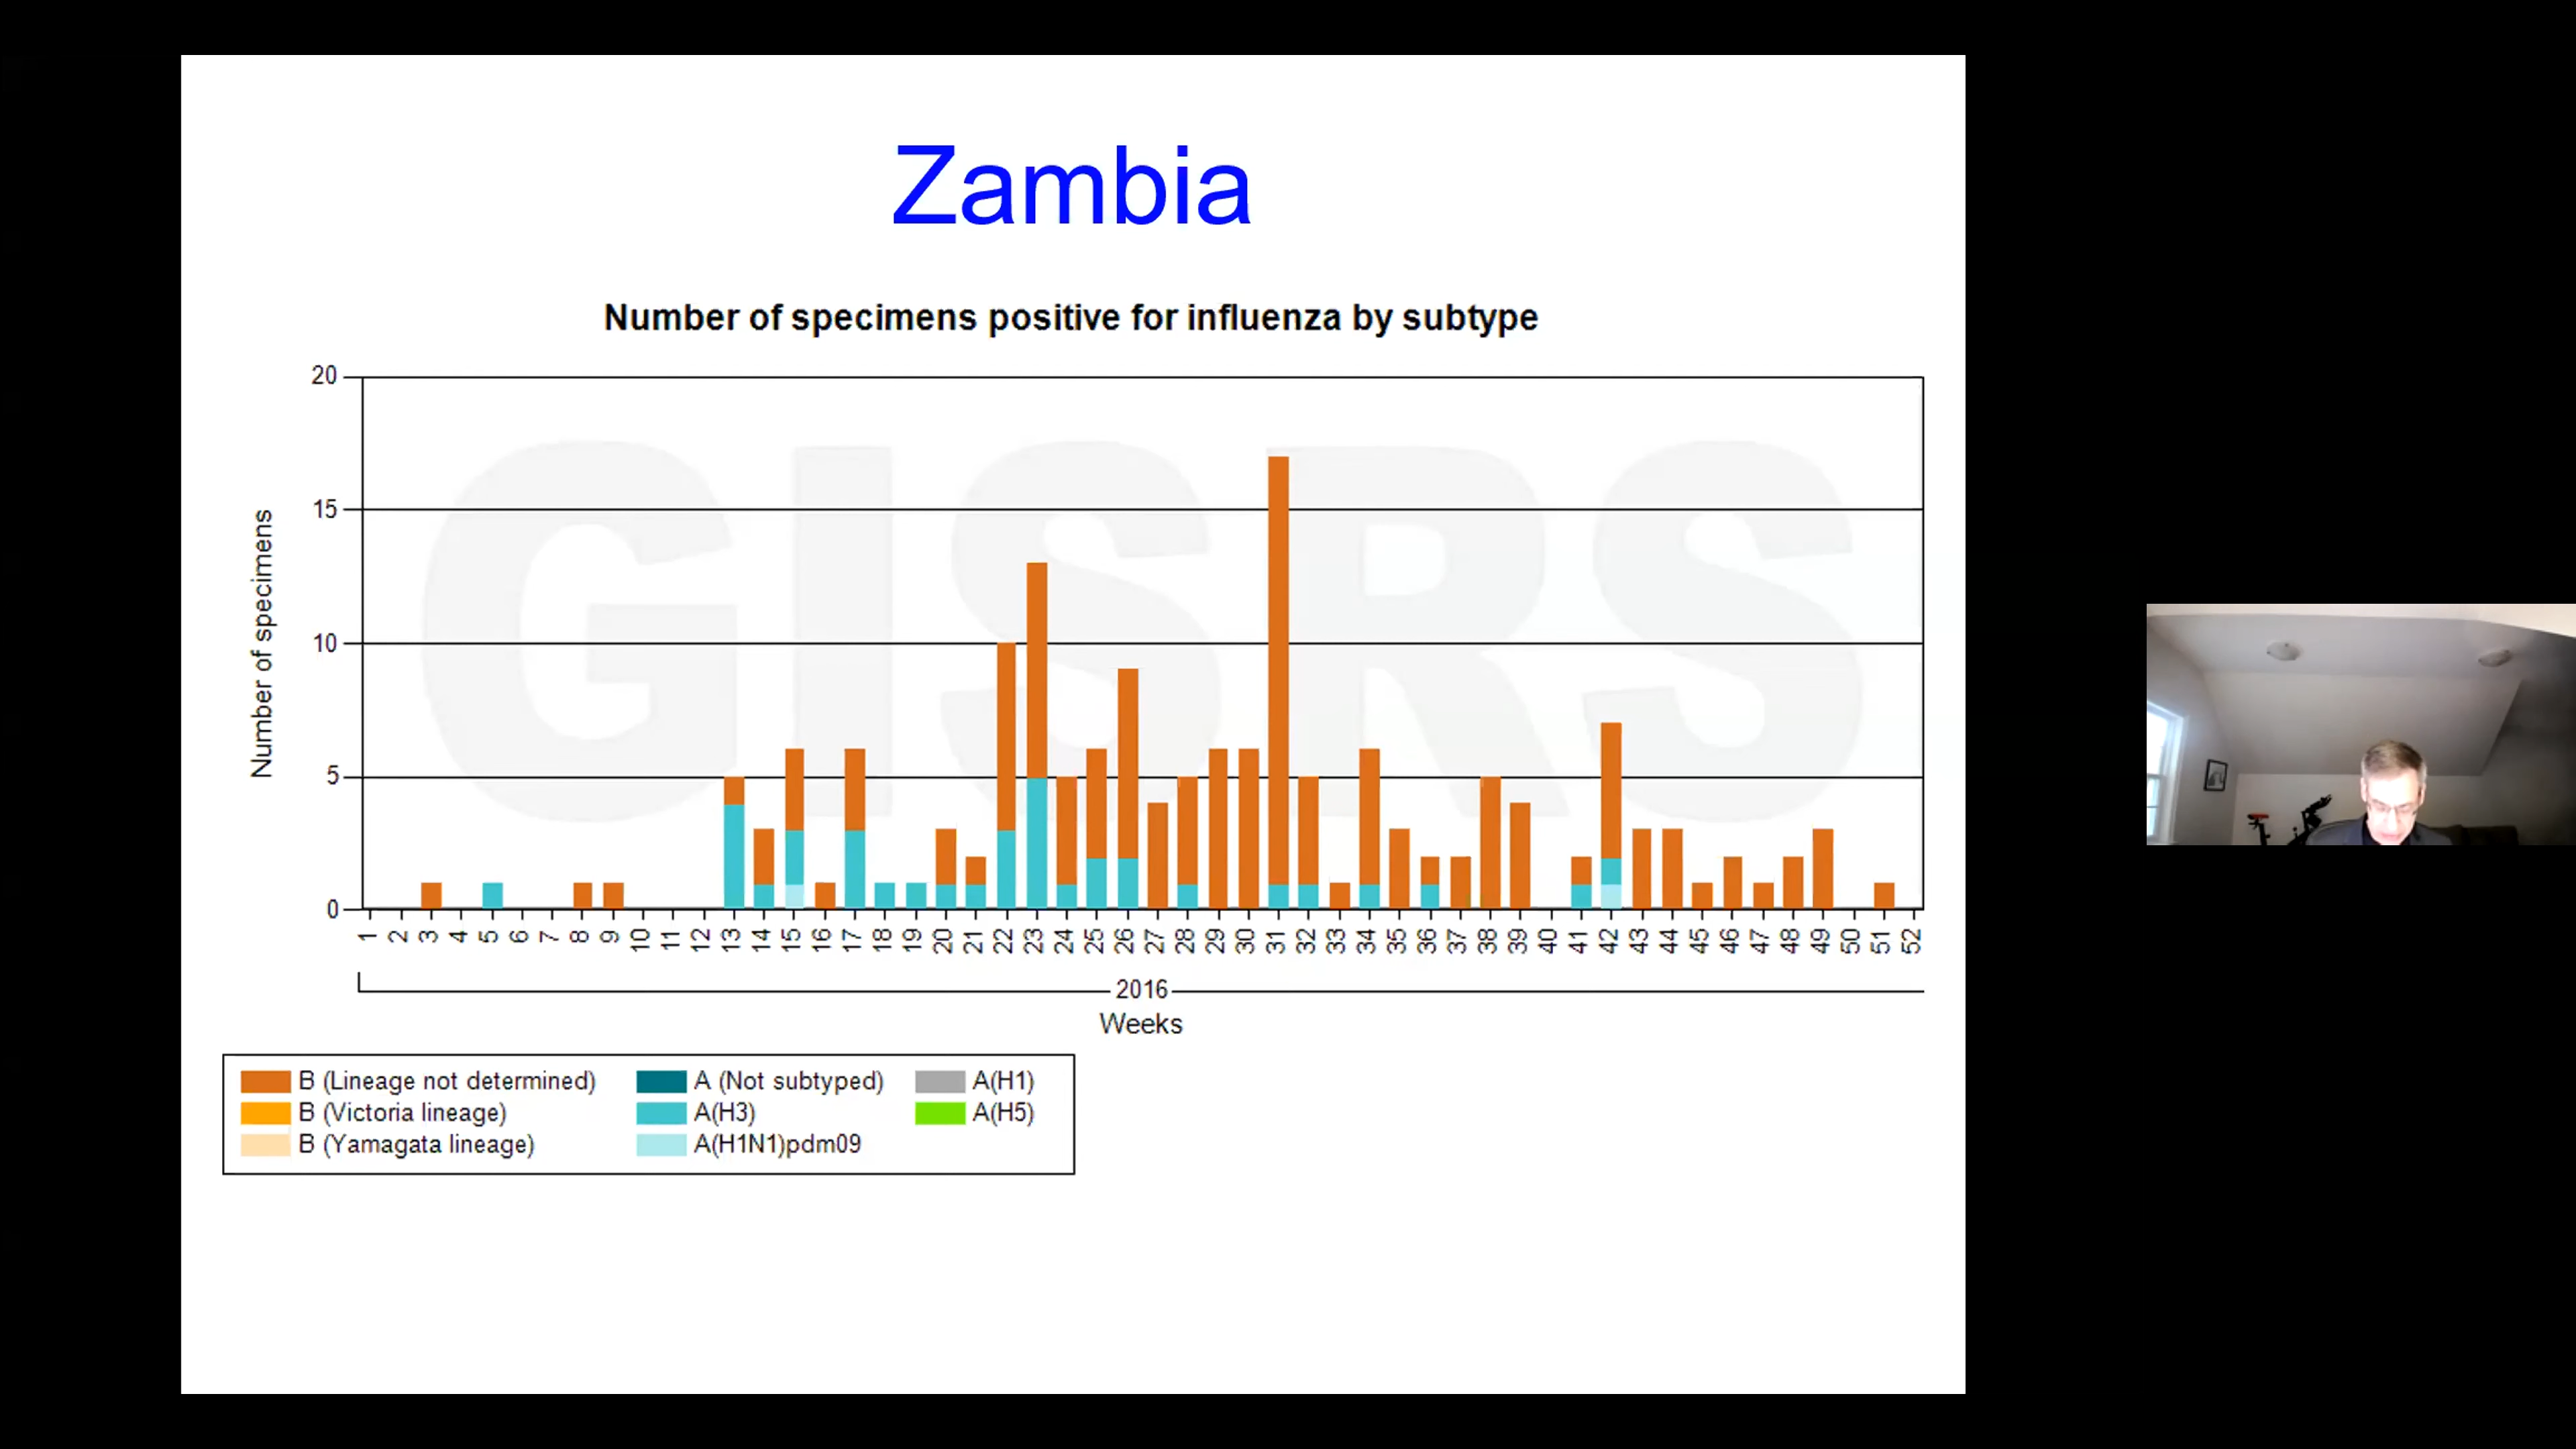 Zambia
Number of specimens positive for influenza by subtype
GISRS
Number of specimens
20
15
10
5
0
1 2 3 4 5 6 7 8 9 10 11 12 13 14 15 16 17 18 19 20 21 22 23 24 25 26 27 28 29 30 31 32 33 34 35 36 37 38 39 40 41 42 43 44 45 46 47 48 49 50 51 52
2016
Weeks
B (Lineage not determined) A (Not subtyped) A(H1)
B (Victoria lineage) A(H3) A(H5)
B (Yamagata lineage) A(H1N1)pdm09